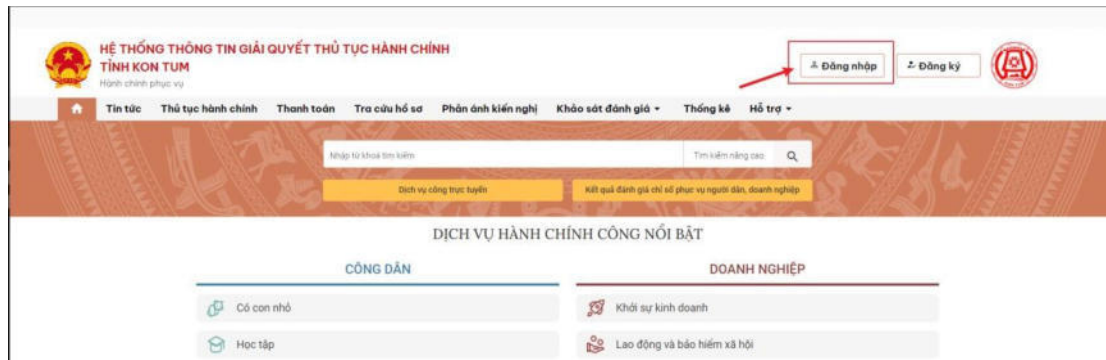 HỆ THỐNG THÔNG TIN GIẢI QUYẾT THỦ TỤC HÀNH CHÍNH
TỈNH KON TUM
Hành chính phục vụ
Đăng nhập
Đăng ký
Tin tức Thủ tục hành chính Thanh toán Tra cứu hồ sơ Phản ánh kiến nghị Khảo sát đánh giá Thống kê Hỗ trợ
Nhập từ khoá tìm kiếm
Tìm kiếm nâng cao
Dịch vụ công trực tuyến
Kết quả đánh giá chỉ số phục vụ người dân, doanh nghiệp
DỊCH VỤ HÀNH CHÍNH CÔNG NỔI BẬT
CÔNG DÂN
DOANH NGHIỆP
Có con nhỏ
Khởi sự kinh doanh
Học tập
Lao động và bảo hiểm xã hội